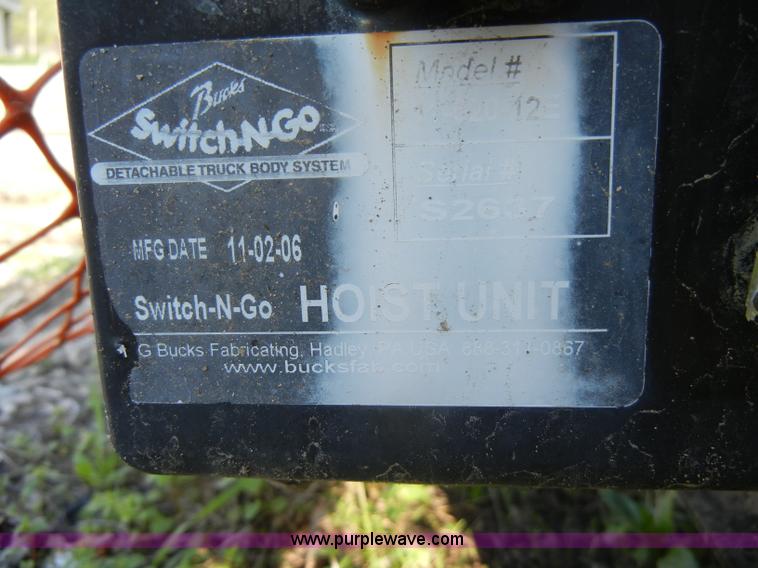 Bucks
Switch-N-Go
DETACHABLE TRUCK BODY SYSTEM
Model #
Serial #
MFG DATE 11-02-06
Switch-N-Go HOIST UNIT
G Bucks Fabricating, Hadley, PA USA
www.bucksfab.com
www.purplewave.com